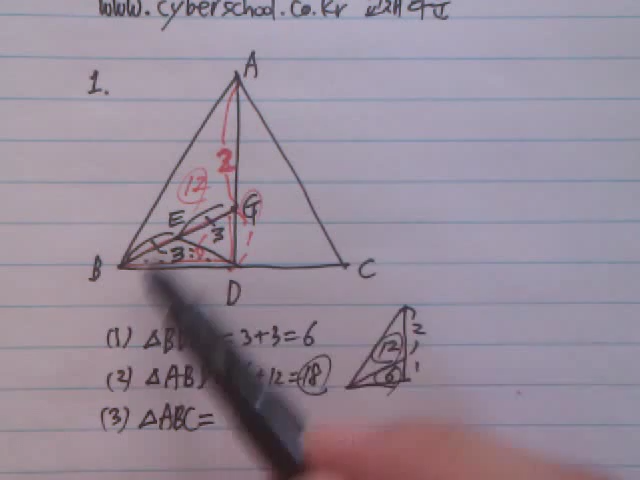 www.cyberschool.co.kr
1.
A
2
12
E
G
3
1
3
6
B
C
D
(1) △B = 3+3=6
(2) △AB +12=18
(3) △ABC=
2
12
1
6